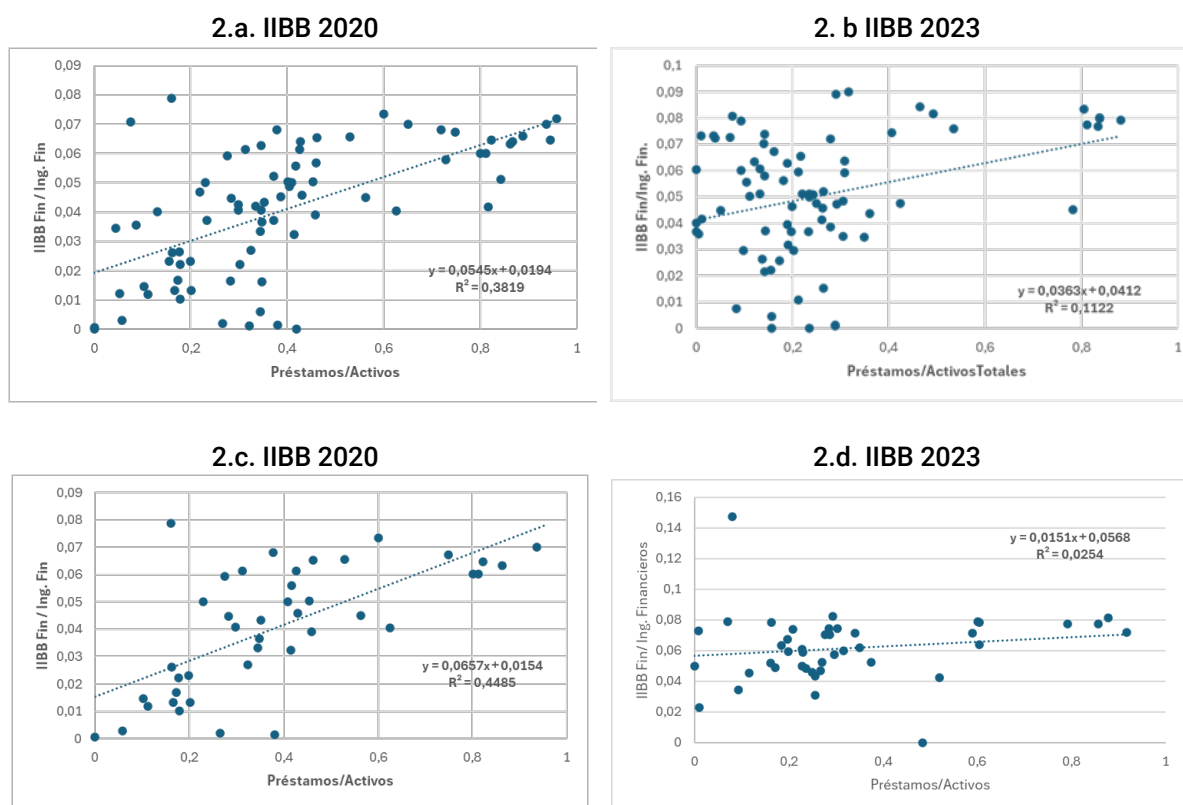 2.a. IIBB 2020
IIBB Fin / Ing. Fin
0,09
0,08
0,07
0,06
0,05
0,04
0,03
0,02
0,01
0
y = 0,0545x + 0,0194
R² = 0,3819
0 0,2 0,4 0,6 0,8 1
Préstamos/Activos
2. b IIBB 2023
IIBB Fin/Ing. Fin.
0,1
0,09
0,08
0,07
0,06
0,05
0,04
0,03
0,02
0,01
0
y = 0,0363x + 0,0412
R² = 0,1122
0 0,2 0,4 0,6 0,8 1
Préstamos/ActivosTotales
2.c. IIBB 2020
IIBB Fin / Ing. Fin
0,09
0,08
0,07
0,06
0,05
0,04
0,03
0,02
0,01
0
y = 0,0657x + 0,0154
R² = 0,4485
0 0,2 0,4 0,6 0,8 1
Préstamos/Activos
2.d. IIBB 2023
IIBB Fin/ Ing. Financieros
0,16
0,14
0,12
0,1
0,08
0,06
0,04
0,02
0
y = 0,0151x + 0,0568
R² = 0,0254
0 0,2 0,4 0,6 0,8 1
Préstamos/Activos